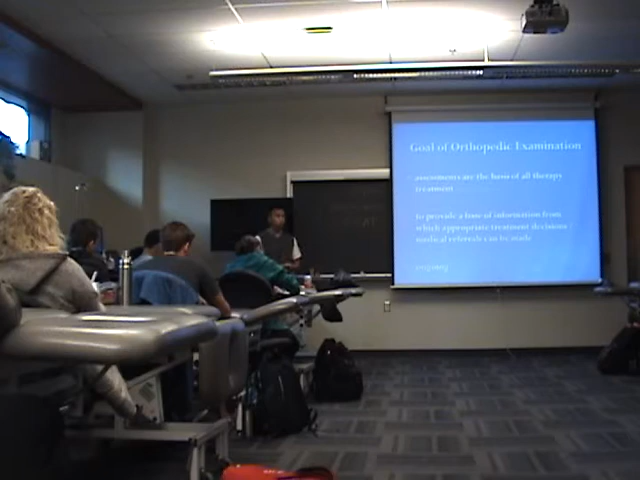 Goal of Orthopedic Examination
assessments are the basis of all therapy
treatment
to provide a base of information from
which appropriate treatment decisions /
medical referrals can be made